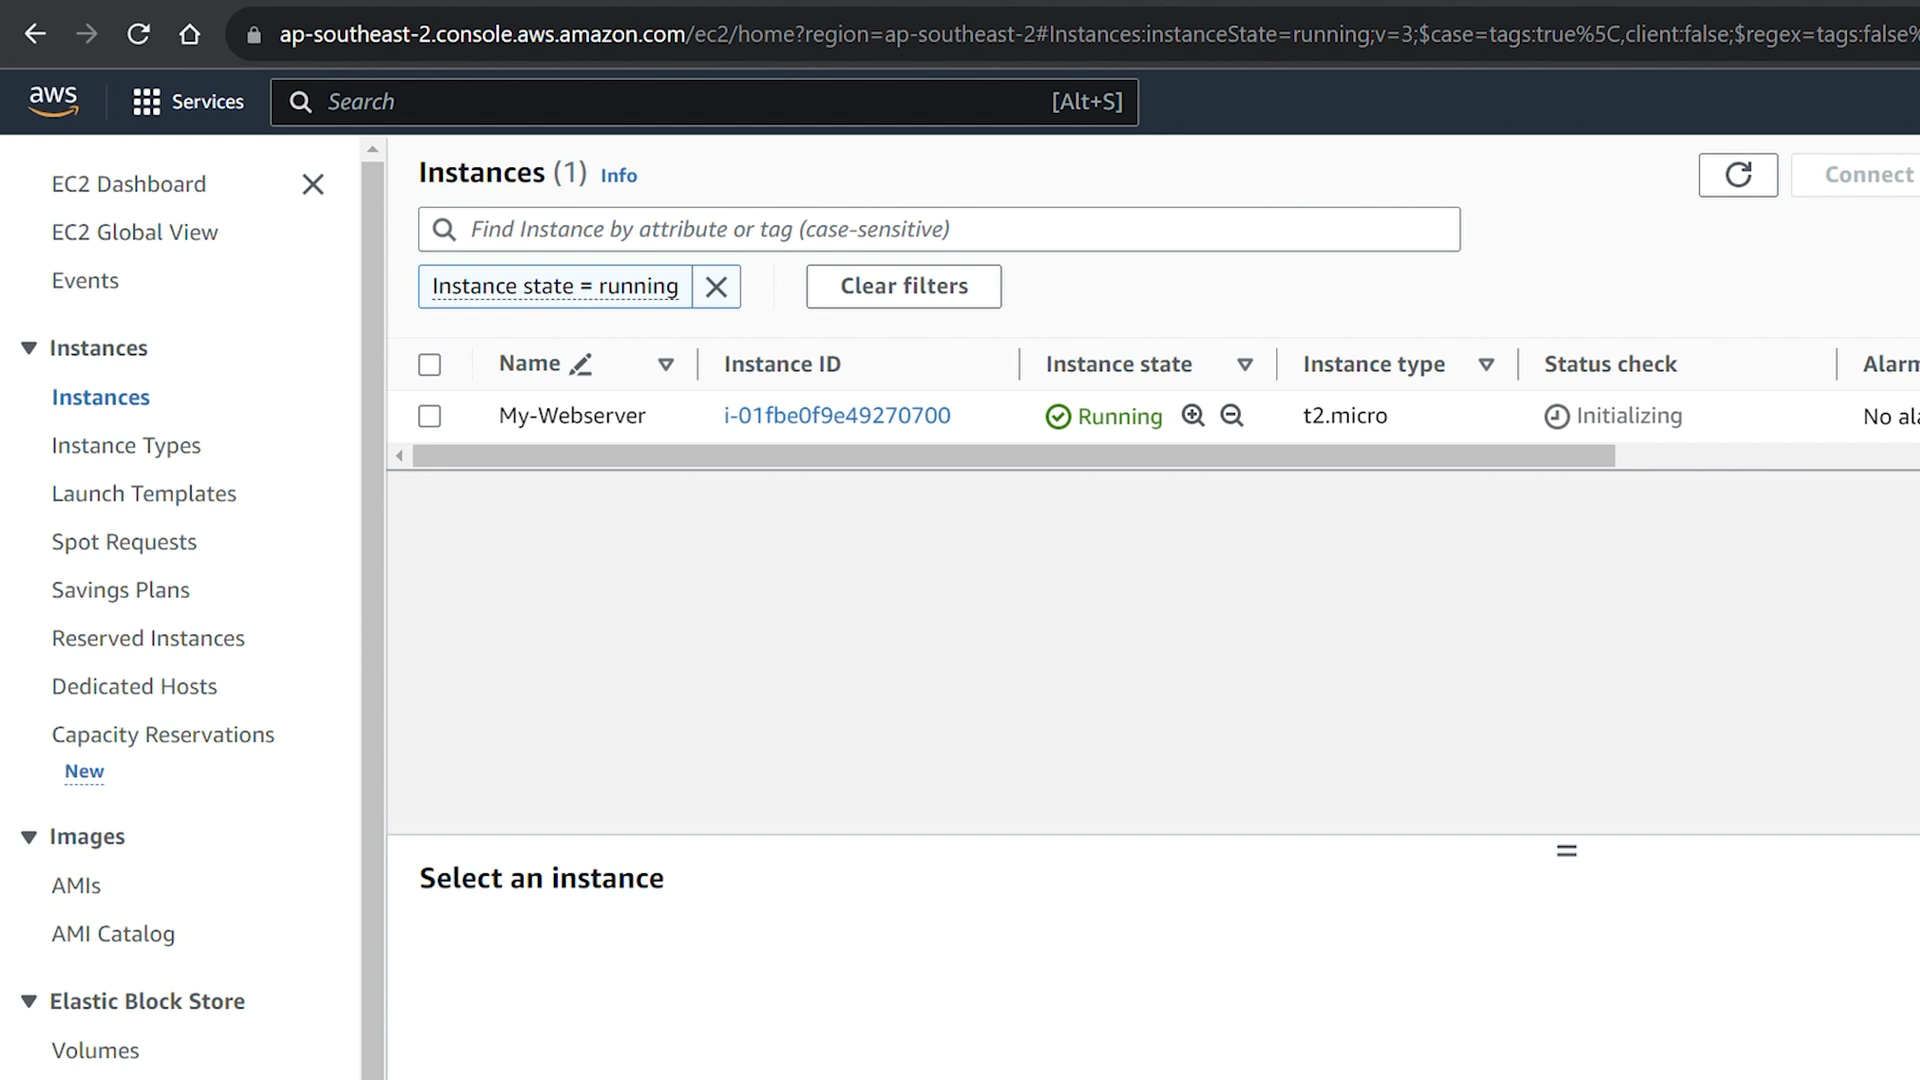 ap-southeast-2.console.aws.amazon.com/ec2/home?region=ap-southeast-2#Instances:instanceState=running;v=3;$case=tags:true%5C,client:false;$regex=tags:false%
aws
Services
Search
[Alt+S]
EC2 Dashboard
EC2 Global View
Events
Instances
Instances
Instance Types
Launch Templates
Spot Requests
Savings Plans
Reserved Instances
Dedicated Hosts
Capacity Reservations
New
Images
AMIs
AMI Catalog
Elastic Block Store
Volumes
Instances (1) Info
Connect
Find Instance by attribute or tag (case-sensitive)
Instance state = running
Clear filters
Name Instance ID Instance state Instance type Status check Alarm
My-Webserver i-01fbe0f9e49270700 Running t2.micro Initializing No ala
Select an instance